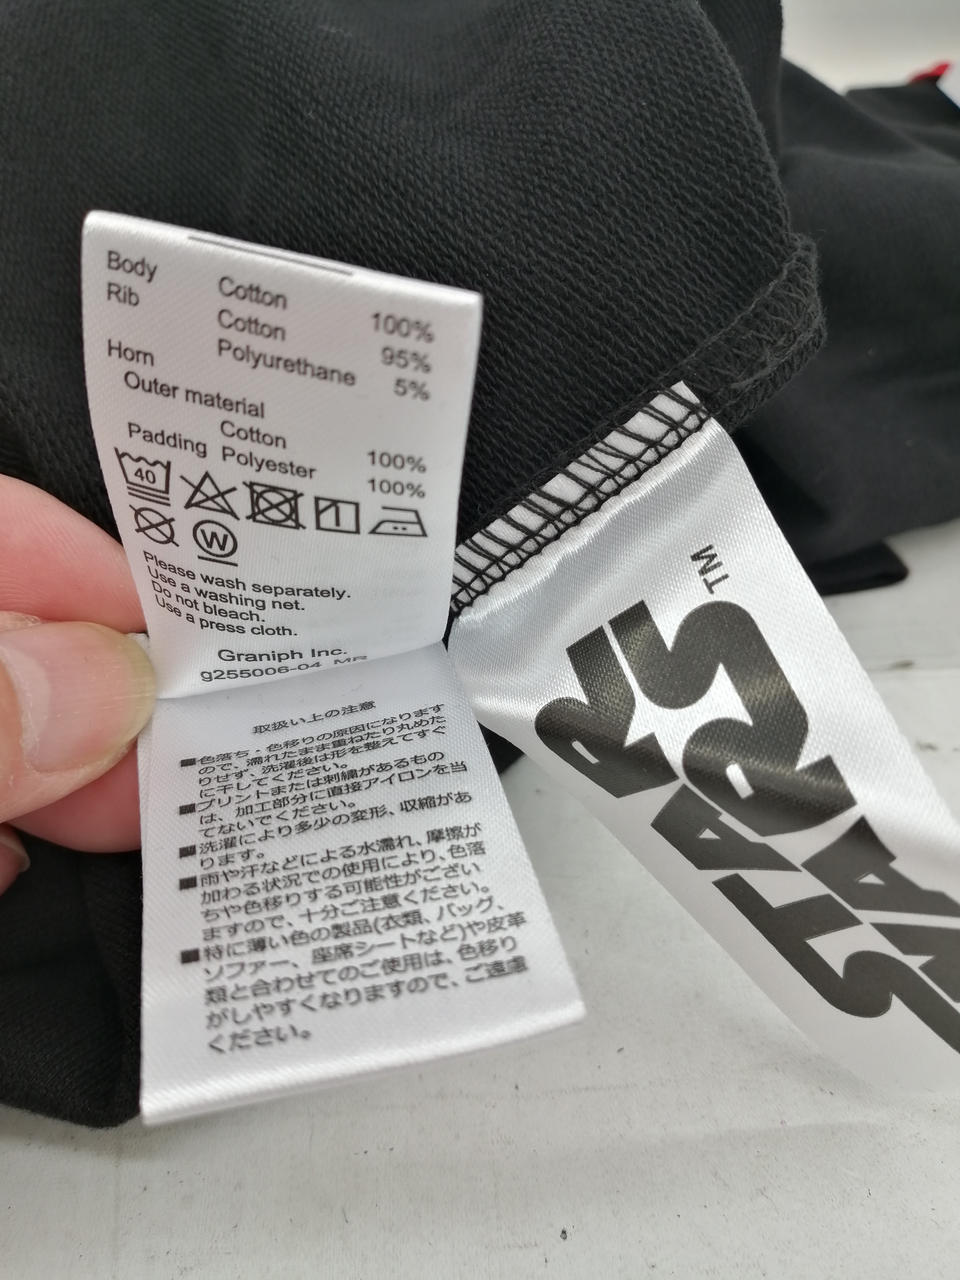 Body
Cotton 100%
Rib
Cotton 95%
Polyurethane 5%
Horn
Outer material
Cotton 100%
Padding Polyester 100%
40
W
Please wash separately.
Use a washing net.
Do not bleach.
Use a press cloth.
Graniph Inc.
g255006-04 MR
取扱い上の注意
■色落ち・色移りの原因になります
ので、濡れたまま重ねたり丸めた
りせず、洗濯後は形を整えてすぐ
に干してください。
■プリントまたは刺繍があるもの
は、加工部分に直接アイロンを当
てないでください。
■洗濯により多少の変形、収縮があ
ります。
■雨や汗などによる水濡れ、摩擦が
加わる状況での使用により、色落
ちや色移りする可能性がござい
ますので、十分ご注意ください。
■特に薄い色の製品(衣類、バッグ、
ソファー、座席シートなど)や皮革
類と合わせてのご使用は、色移り
がしやすくなりますので、ご遠慮
ください。
STAR
WARS
TM